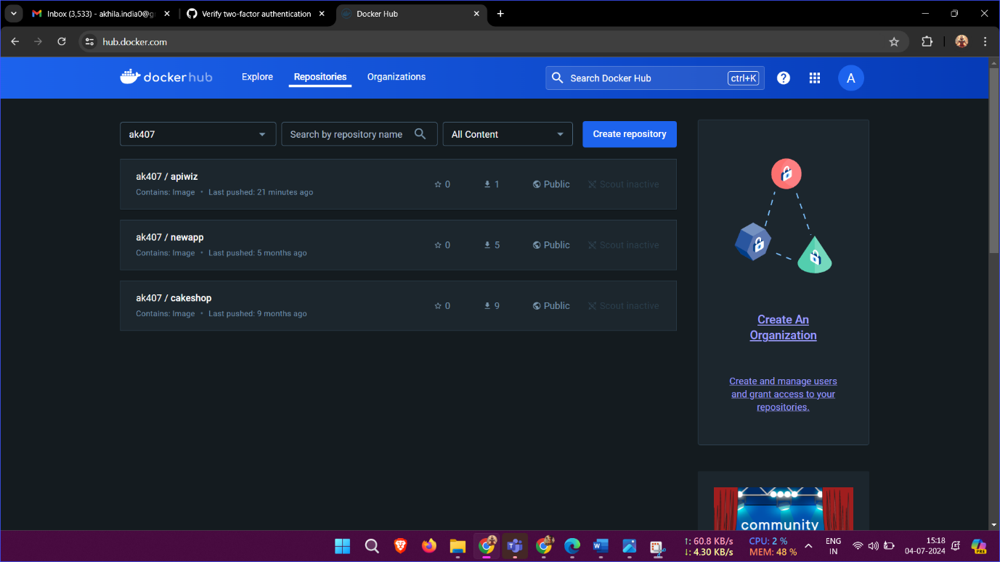 Inbox (3,533) - akhila.india0@gr
Verify two-factor authentication
Docker Hub
hub.docker.com
docker hub
Explore
Repositories
Organizations
Search Docker Hub
ctrl+K
?
A
ak407
Search by repository name
All Content
Create repository
ak407 / apiwiz
Contains: Image • Last pushed: 21 minutes ago
0
1
Public
Scout inactive
ak407 / newapp
Contains: Image • Last pushed: 5 months ago
0
5
Public
Scout inactive
ak407 / cakeshop
Contains: Image • Last pushed: 9 months ago
0
9
Public
Scout inactive
Create An
Organization
Create and manage users
and grant access to your
repositories.
community
↑: 60.8 KB/s
↓: 4.30 KB/s
CPU: 2 %
MEM: 48 %
ENG
IN
15:18
04-07-2024
PRE